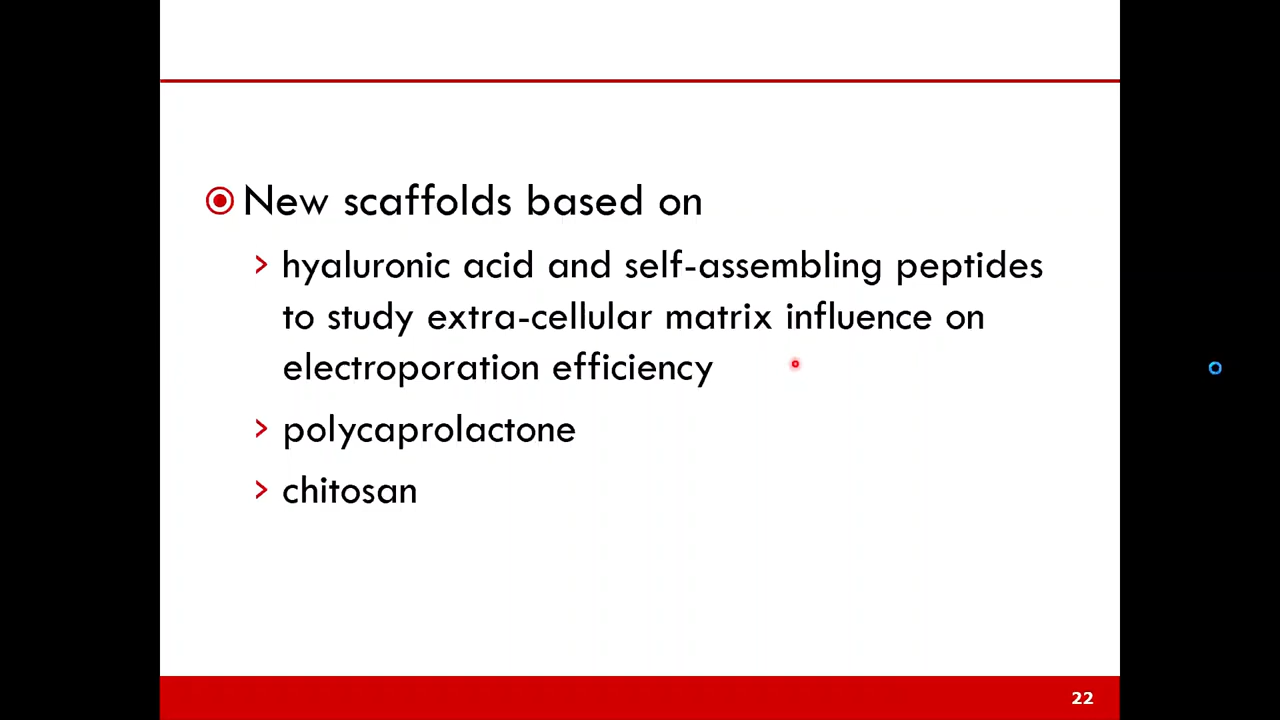 New scaffolds based on
hyaluronic acid and self-assembling peptides
to study extra-cellular matrix influence on
electroporation efficiency
polycaprolactone
chitosan
22